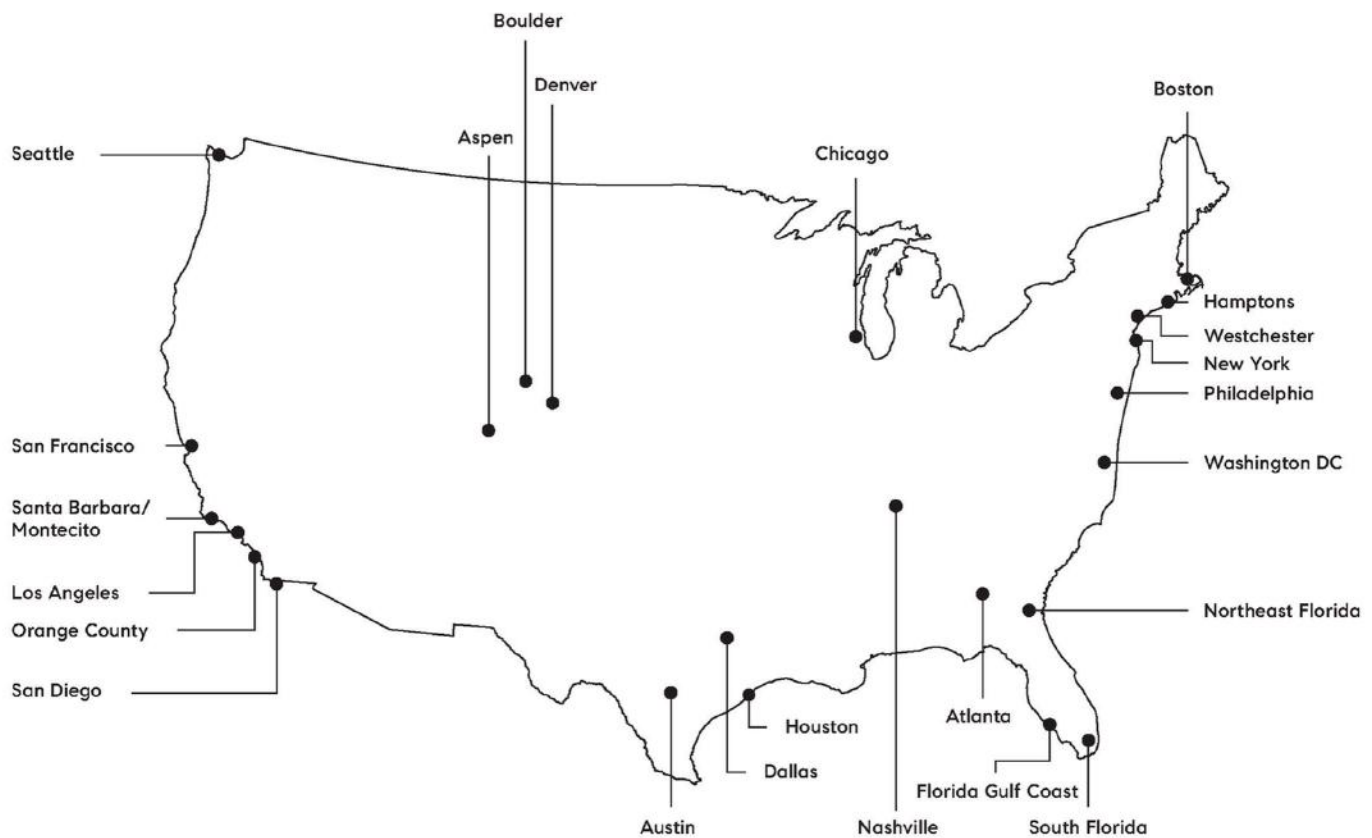 Boulder
Denver
Boston
Aspen
Seattle
Chicago
Hamptons
Westchester
New York
Philadelphia
San Francisco
Washington DC
Santa Barbara/
Montecito
Los Angeles
Orange County
Northeast Florida
San Diego
Atlanta
Houston
Dallas
Florida Gulf Coast
Austin
Nashville
South Florida